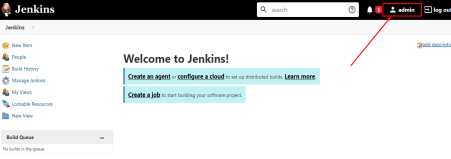 Jenkins
search
1
admin
log out
Jenkins
New Item
People
Build History
Manage Jenkins
My Views
Lockable Resources
New View
add descripti
Welcome to Jenkins!
Create an agent or configure a cloud to set up distributed builds. Learn more.
Create a job to start building your software project.
Build Queue
No builds in the queue.